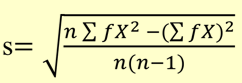 s= √((n ∑ fX² −(∑ fX)²) / (n(n−1)))